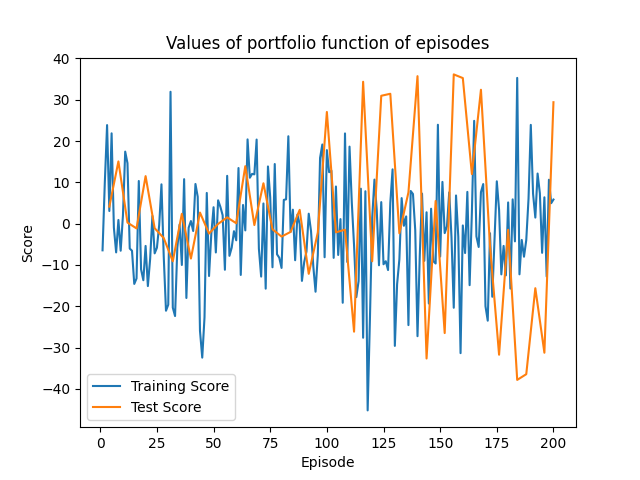 Values of portfolio function of episodes
40
30
20
10
0
−10
−20
−30
−40
Score
Training Score
Test Score
0 25 50 75 100 125 150 175 200
Episode